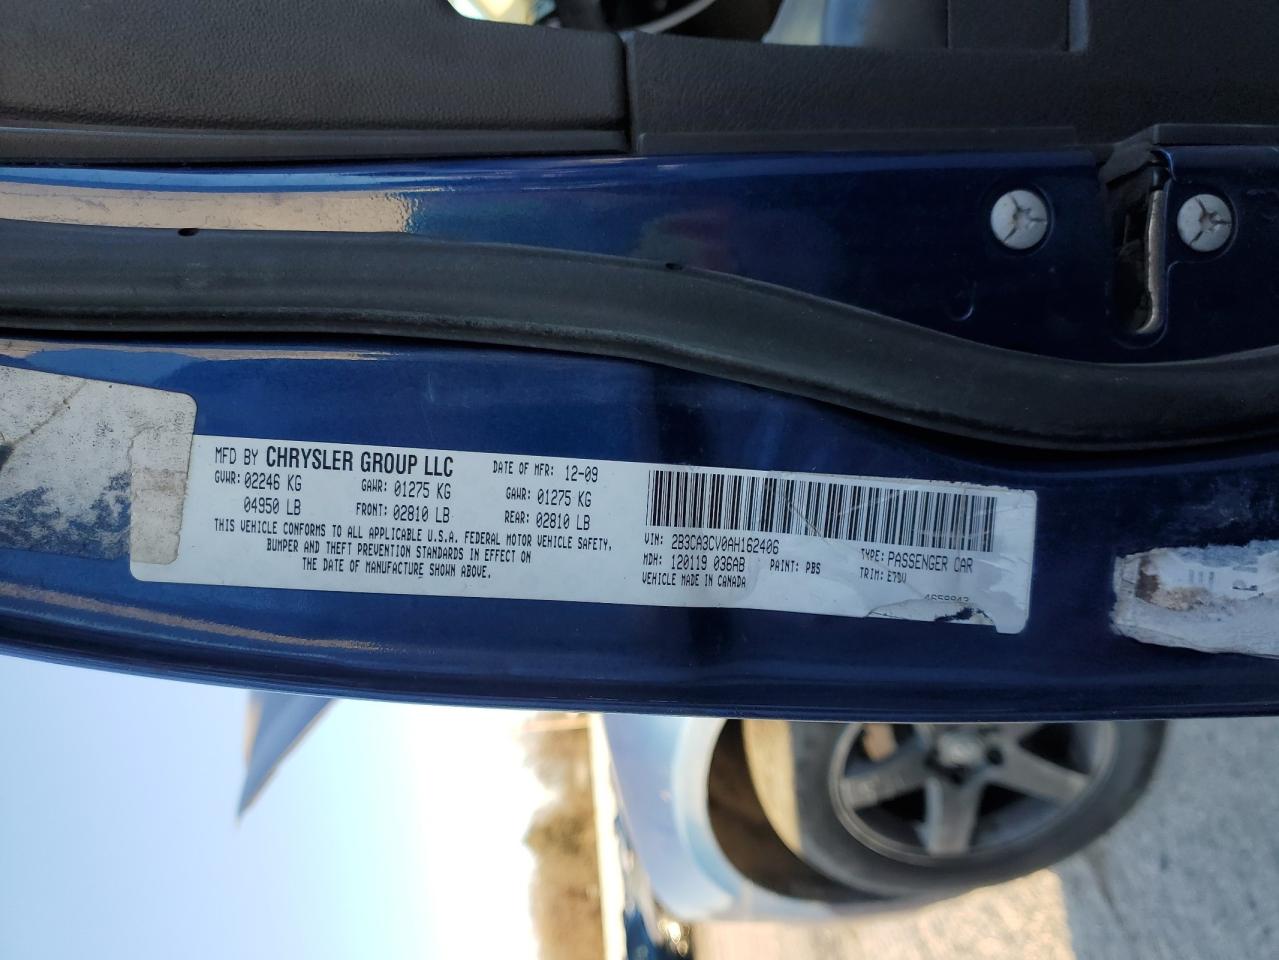 MFD BY CHRYSLER GROUP LLC DATE OF MFR: 12-09
GVWR: 02246 KG GAWR: 01275 KG GAWR: 01275 KG
04950 LB FRONT: 02810 LB REAR: 02810 LB
THIS VEHICLE CONFORMS TO ALL APPLICABLE U.S.A. FEDERAL MOTOR VEHICLE SAFETY,
BUMPER AND THEFT PREVENTION STANDARDS IN EFFECT ON
THE DATE OF MANUFACTURE SHOWN ABOVE.
VIN: 2B3CA3CV0AH162406 TYPE: PASSENGER CAR
MDH: 120119 036AB PAINT: PBS TRIM: E7DV
VEHICLE MADE IN CANADA